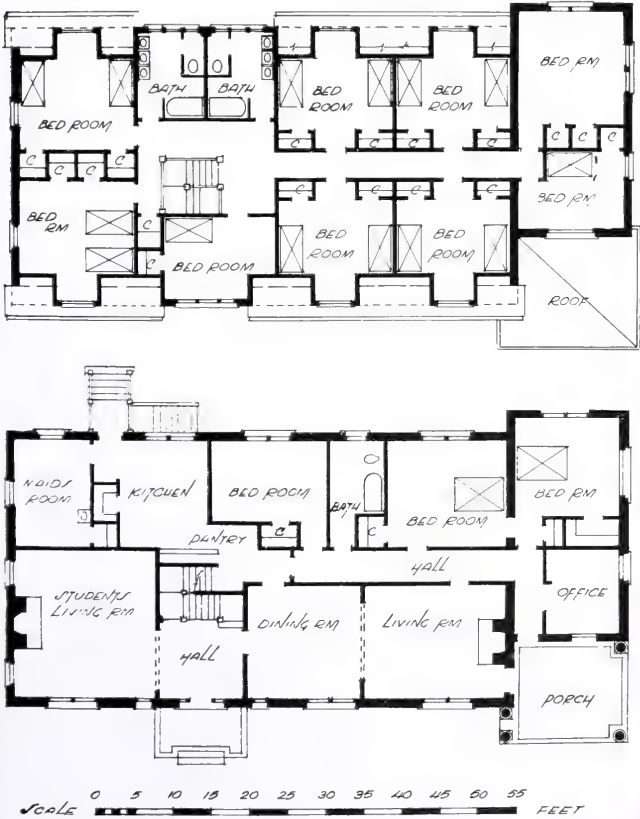 BATH
BATH
BED ROOM
BED ROOM
BED ROOM
BED RM
C
C
C
C
C
C
C
C
C
C
C
BED RM
C
C
C
C
C
C
BED ROOM
BED ROOM
BED ROOM
BED RM
ROOF
MAIDS
ROOM
KITCHEN
BED ROOM
BATH
BED ROOM
BED RM
PANTRY
C
C
HALL
STUDENTS
LIVING RM
HALL
DINING RM
LIVING RM
OFFICE
PORCH
SCALE 0 5 10 15 20 25 30 35 40 45 50 55 FEET